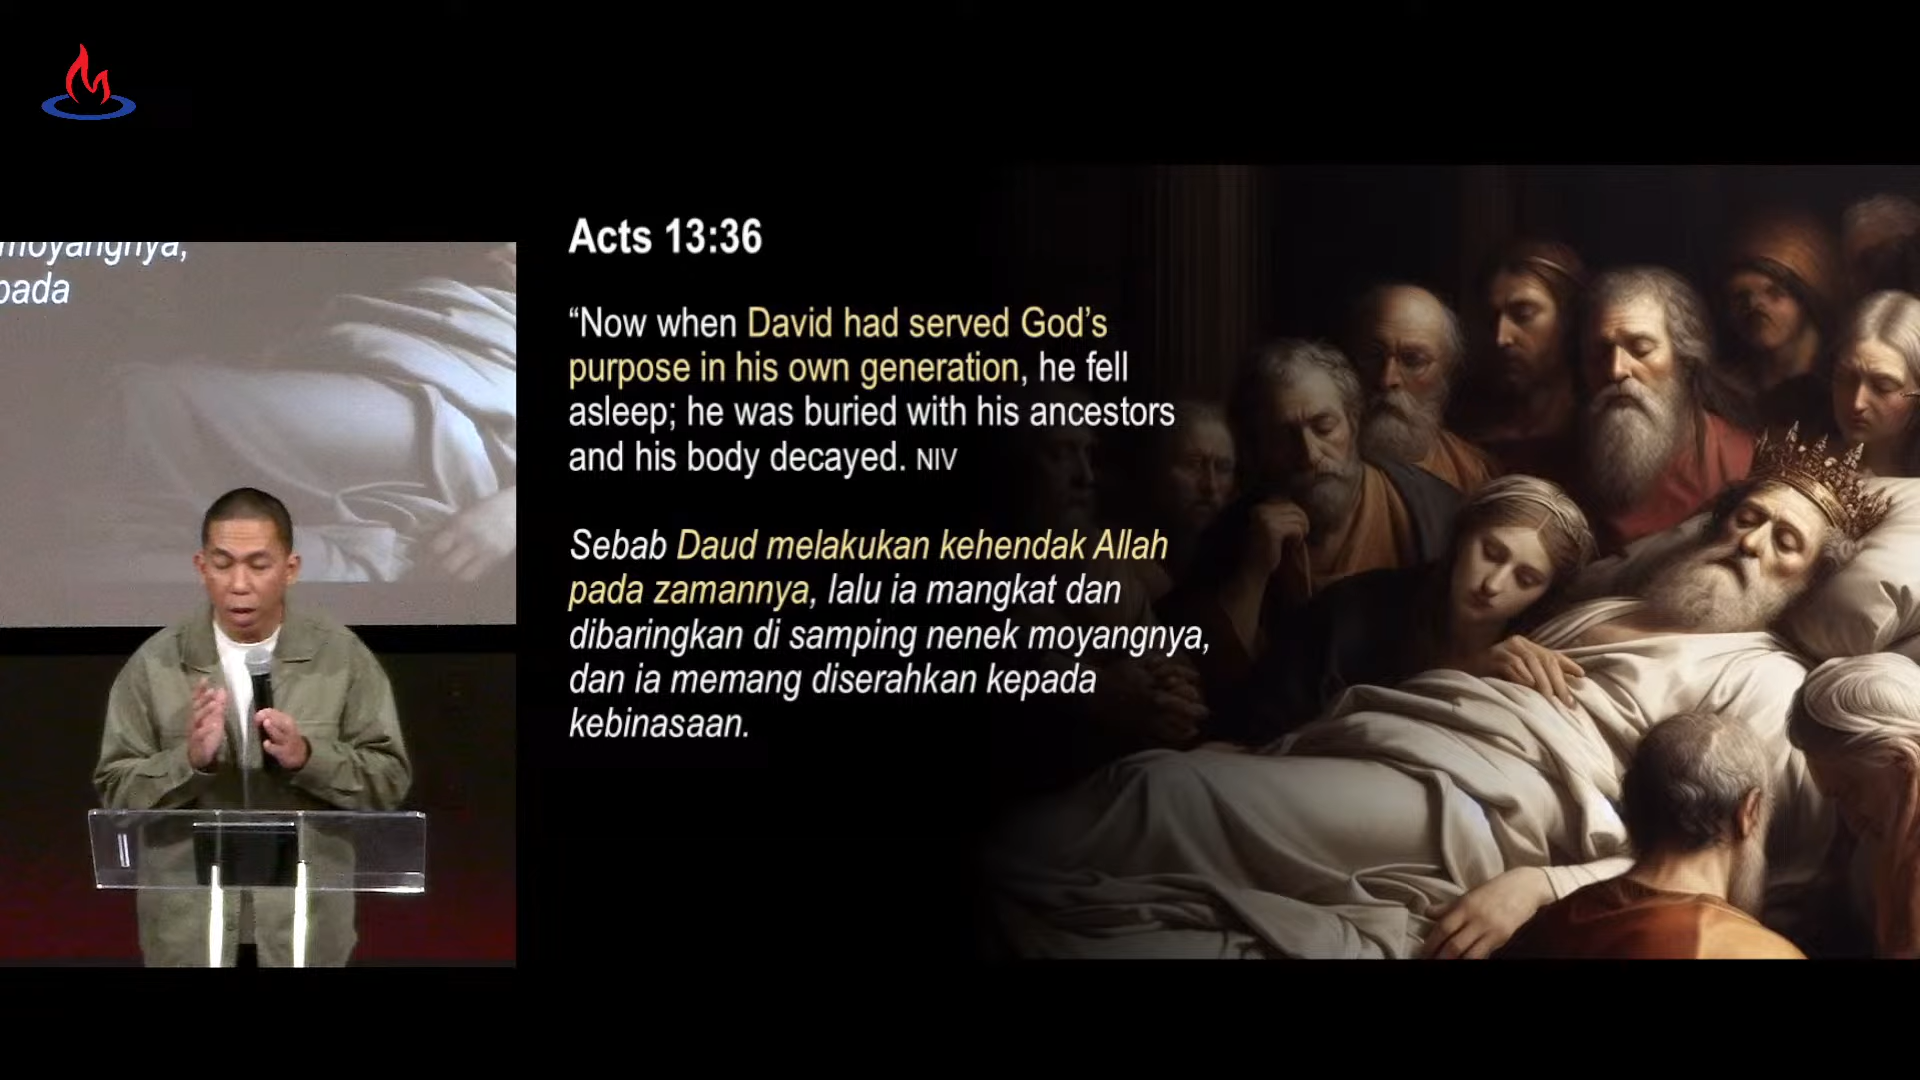 moyangnya,
pada
Acts 13:36
“Now when David had served God’s
purpose in his own generation, he fell
asleep; he was buried with his ancestors
and his body decayed. NIV
Sebab Daud melakukan kehendak Allah
pada zamannya, lalu ia mangkat dan
dibaringkan di samping nenek moyangnya,
dan ia memang diserahkan kepada
kebinasaan.